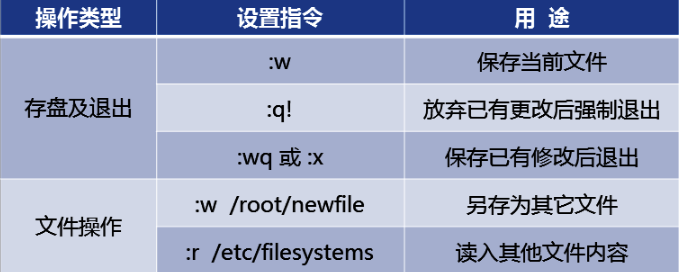 操作类型 设置指令 用 途
存盘及退出 :w 保存当前文件
:q! 放弃已有更改后强制退出
:wq 或 :x 保存已有修改后退出
文件操作 :w /root/newfile 另存为其它文件
:r /etc/filesystems 读入其他文件内容